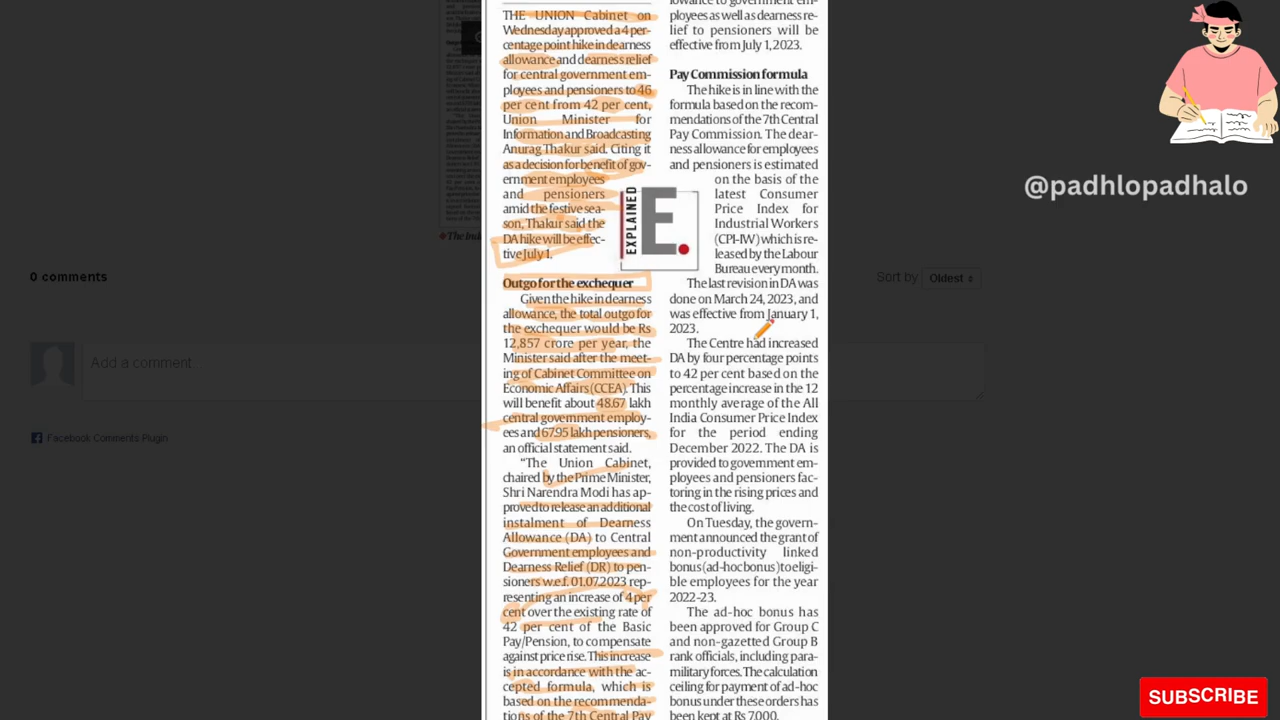 THE UNION Cabinet on
Wednesday approved a 4 per-
centage point hike in dearness
allowance and dearness relief
for central government em-
ployees and pensioners to 46
per cent from 42 per cent,
Union Minister for
Information and Broadcasting
Anurag Thakur said. Citing it
as a decision for benefit of gov-
ernment employees
and pensioners
amid the festive sea-
son, Thakur said the
DA hike will be effec-
tive July 1.
Outgo for the exchequer
Given the hike in dearness
allowance, the total outgo for
the exchequer would be Rs
12,857 crore per year, the
Minister said after the meet-
ing of Cabinet Committee on
Economic Affairs (CCEA). This
will benefit about 48.67 lakh
central government employ-
ees and 67.95 lakh pensioners,
an official statement said.
“The Union Cabinet,
chaired by the Prime Minister,
Shri Narendra Modi has ap-
proved to release an additional
instalment of Dearness
Allowance (DA) to Central
Government employees and
Dearness Relief (DR) to pen-
sioners w.e.f. 01.07.2023 rep-
resenting an increase of 4 per
cent over the existing rate of
42 per cent of the Basic
Pay/Pension, to compensate
against price rise. This increase
is in accordance with the ac-
cepted formula, which is
based on the recommenda-
tions of the 7th Central Pay
EXPLAINED
E.
lowance to government em-
ployees as well as dearness re-
lief to pensioners will be
effective from July 1, 2023.
Pay Commission formula
The hike is in line with the
formula based on the recom-
mendations of the 7th Central
Pay Commission. The dear-
ness allowance for employees
and pensioners is estimated
on the basis of the
latest Consumer
Price Index for
Industrial Workers
(CPI-IW) which is re-
leased by the Labour
Bureau every month.
The last revision in DA was
done on March 24, 2023, and
was effective from January 1,
2023.
The Centre had increased
DA by four percentage points
to 42 per cent based on the
percentage increase in the 12
monthly average of the All
India Consumer Price Index
for the period ending
December 2022. The DA is
provided to government em-
ployees and pensioners fac-
toring in the rising prices and
the cost of living.
On Tuesday, the govern-
ment announced the grant of
non-productivity linked
bonus (ad-hoc bonus) to eligi-
ble employees for the year
2022-23.
The ad-hoc bonus has
been approved for Group C
and non-gazetted Group B
rank officials, including para-
military forces. The calculation
ceiling for payment of ad-hoc
bonus under these orders has
been kept at Rs 7,000.
@padhlopadhalo
SUBSCRIBE
The Ind
0 comments
Sort by Oldest
Add a comment...
Facebook Comments Plugin